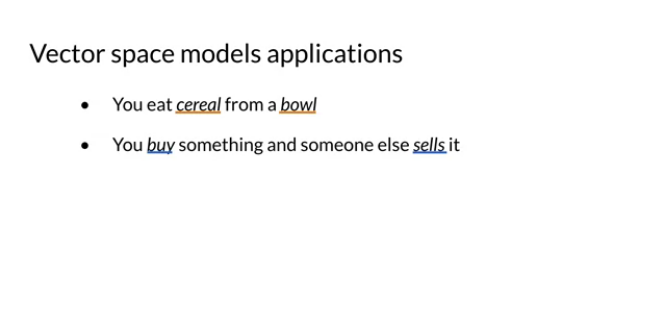 Vector space models applications
• You eat cereal from a bowl
• You buy something and someone else sells it